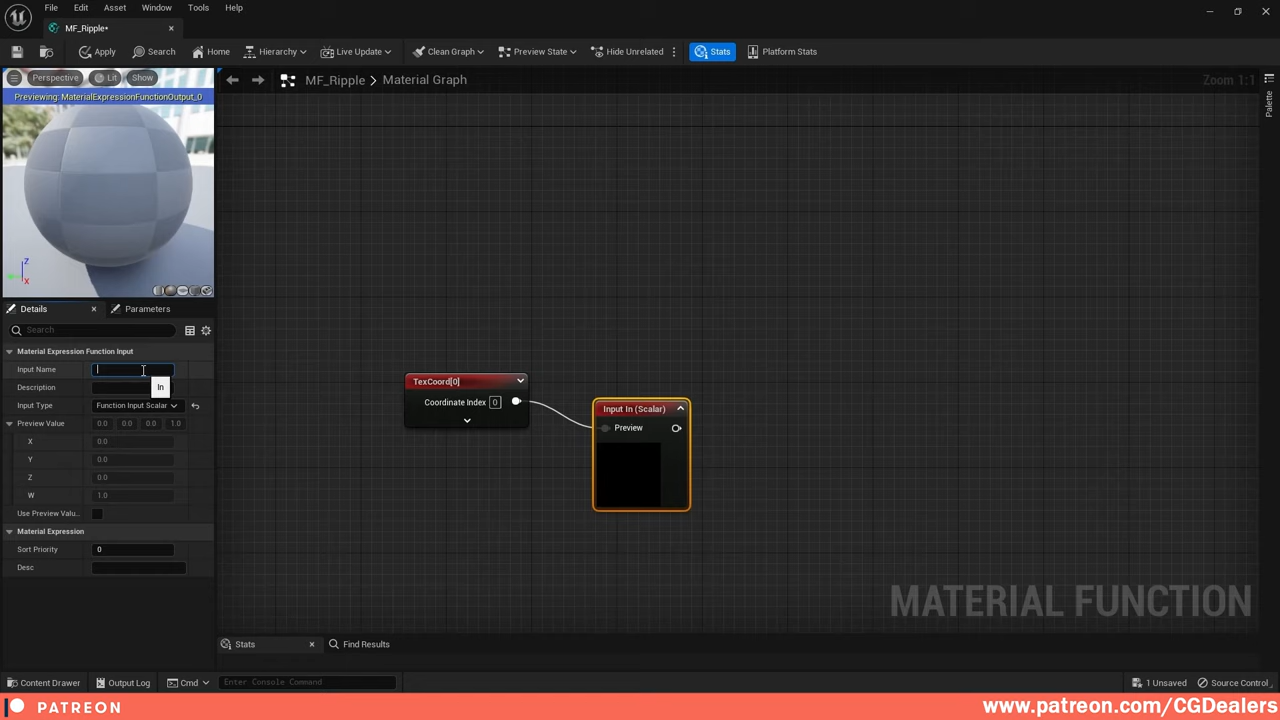 File Edit Asset Window Tools Help
MF_Ripple*
Apply Search Home Hierarchy Live Update Clean Graph Preview State Hide Unrelated Stats Platform Stats
Perspective Lit Show
MF_Ripple > Material Graph
Zoom 1:1
Palette
Previewing: MaterialExpressionFunctionOutput_0
Z
X
Details Parameters
Search
Material Expression Function Input
Input Name
Description
In
Input Type Function Input Scalar
Preview Value 0.0 0.0 0.0 1.0
X 0.0
Y 0.0
Z 0.0
W 1.0
Use Preview Valu...
Material Expression
Sort Priority 0
Desc
TexCoord[0]
Coordinate Index 0
Input In (Scalar)
Preview
MATERIAL FUNCTION
Stats Find Results
Content Drawer Output Log Cmd Enter Console Command 1 Unsaved Source Control
PATREON www.patreon.com/CGDealers